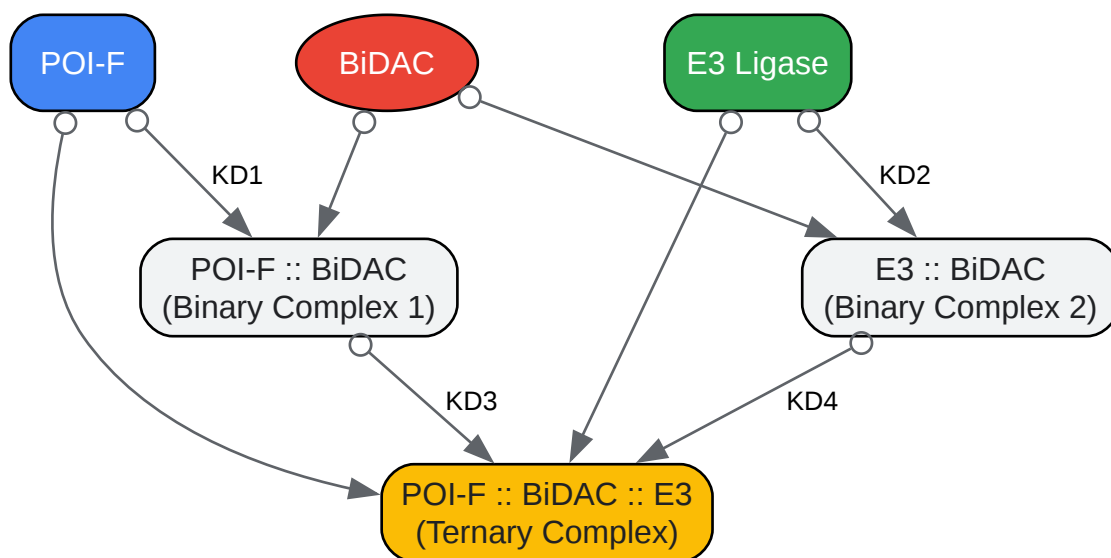 POI-F
BiDAC
E3 Ligase
KD1
KD2
POI-F :: BiDAC
(Binary Complex 1)
E3 :: BiDAC
(Binary Complex 2)
KD3
KD4
POI-F :: BiDAC :: E3
(Ternary Complex)